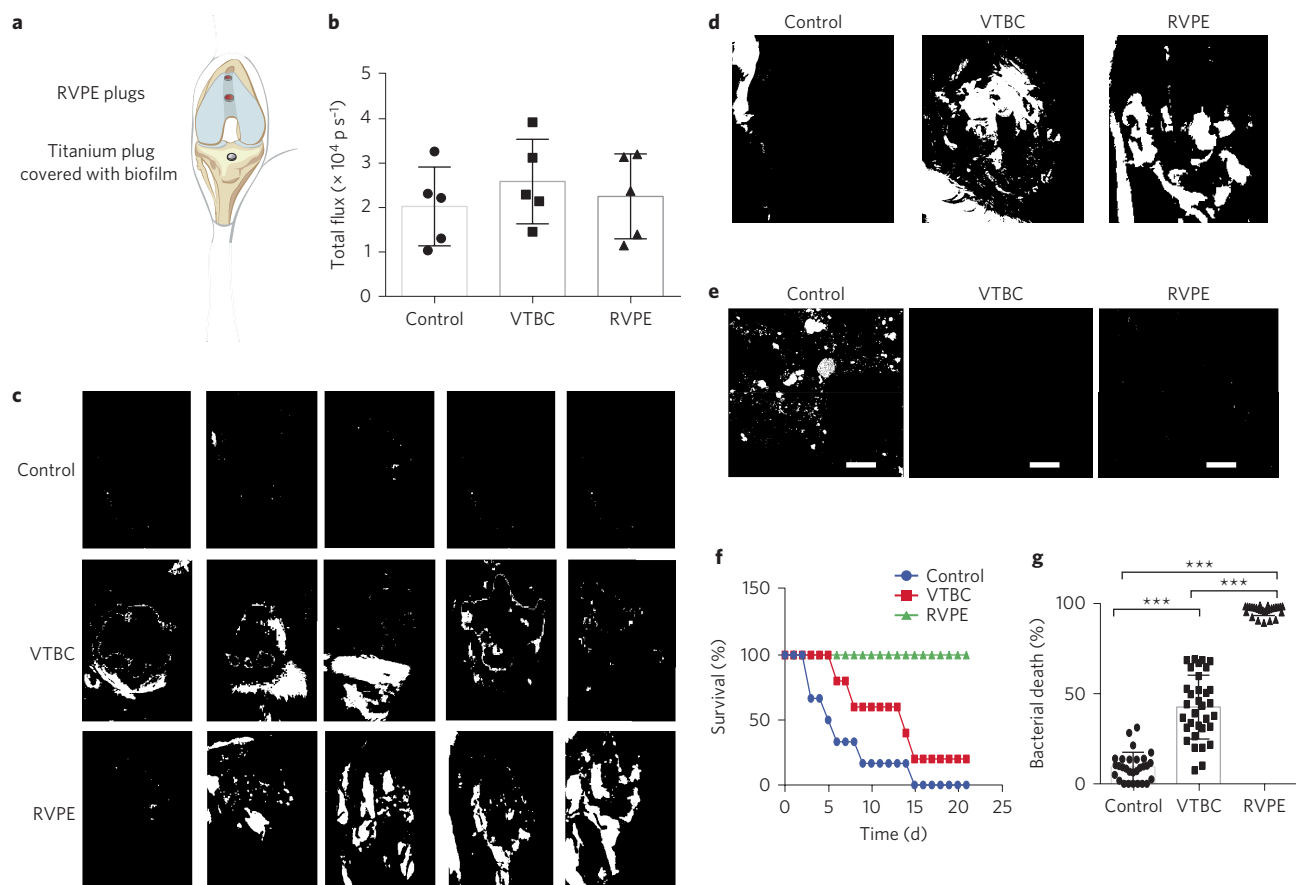 a
RVPE plugs
Titanium plug
covered with biofilm
b
Total flux (× 10⁴ p s⁻¹)
5
4
3
2
1
0
Control
VTBC
RVPE
c
Control
VTBC
RVPE
d
Control
VTBC
RVPE
e
Control
VTBC
RVPE
f
Control
VTBC
RVPE
Survival (%)
150
100
50
0
0
5
10
15
20
25
Time (d)
g
***
***
***
Bacterial death (%)
100
50
0
Control
VTBC
RVPE